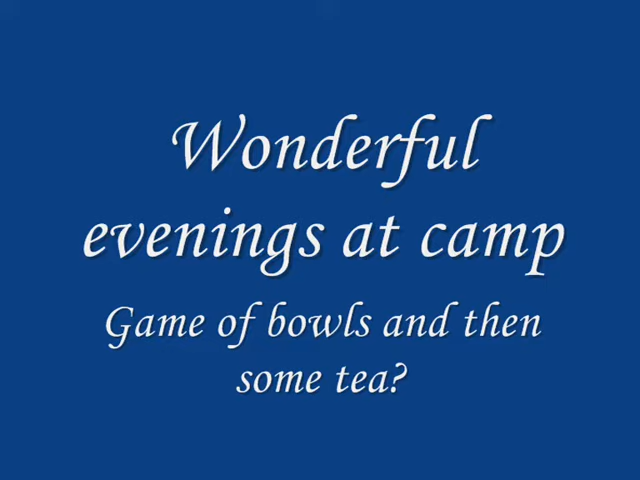 Wonderful
evenings at camp
Game of bowls and then
some tea?